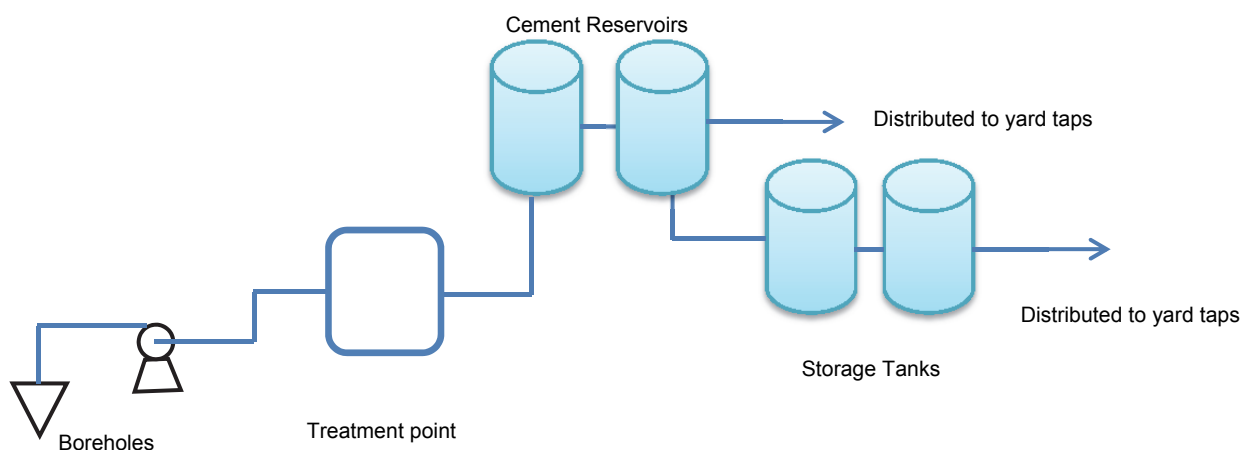 Cement Reservoirs
Distributed to yard taps
Distributed to yard taps
Storage Tanks
Treatment point
Boreholes